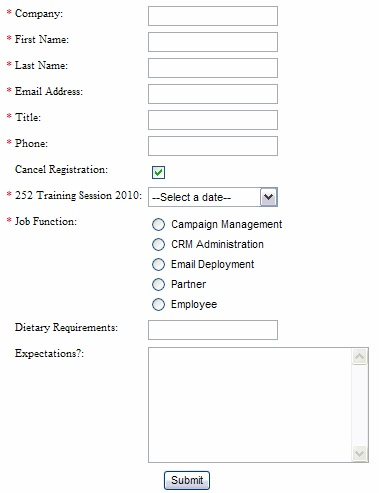 * Company:
* First Name:
* Last Name:
* Email Address:
* Title:
* Phone:
Cancel Registration:
* 252 Training Session 2010: --Select a date--
* Job Function:
Campaign Management
CRM Administration
Email Deployment
Partner
Employee
Dietary Requirements:
Expectations?:
Submit